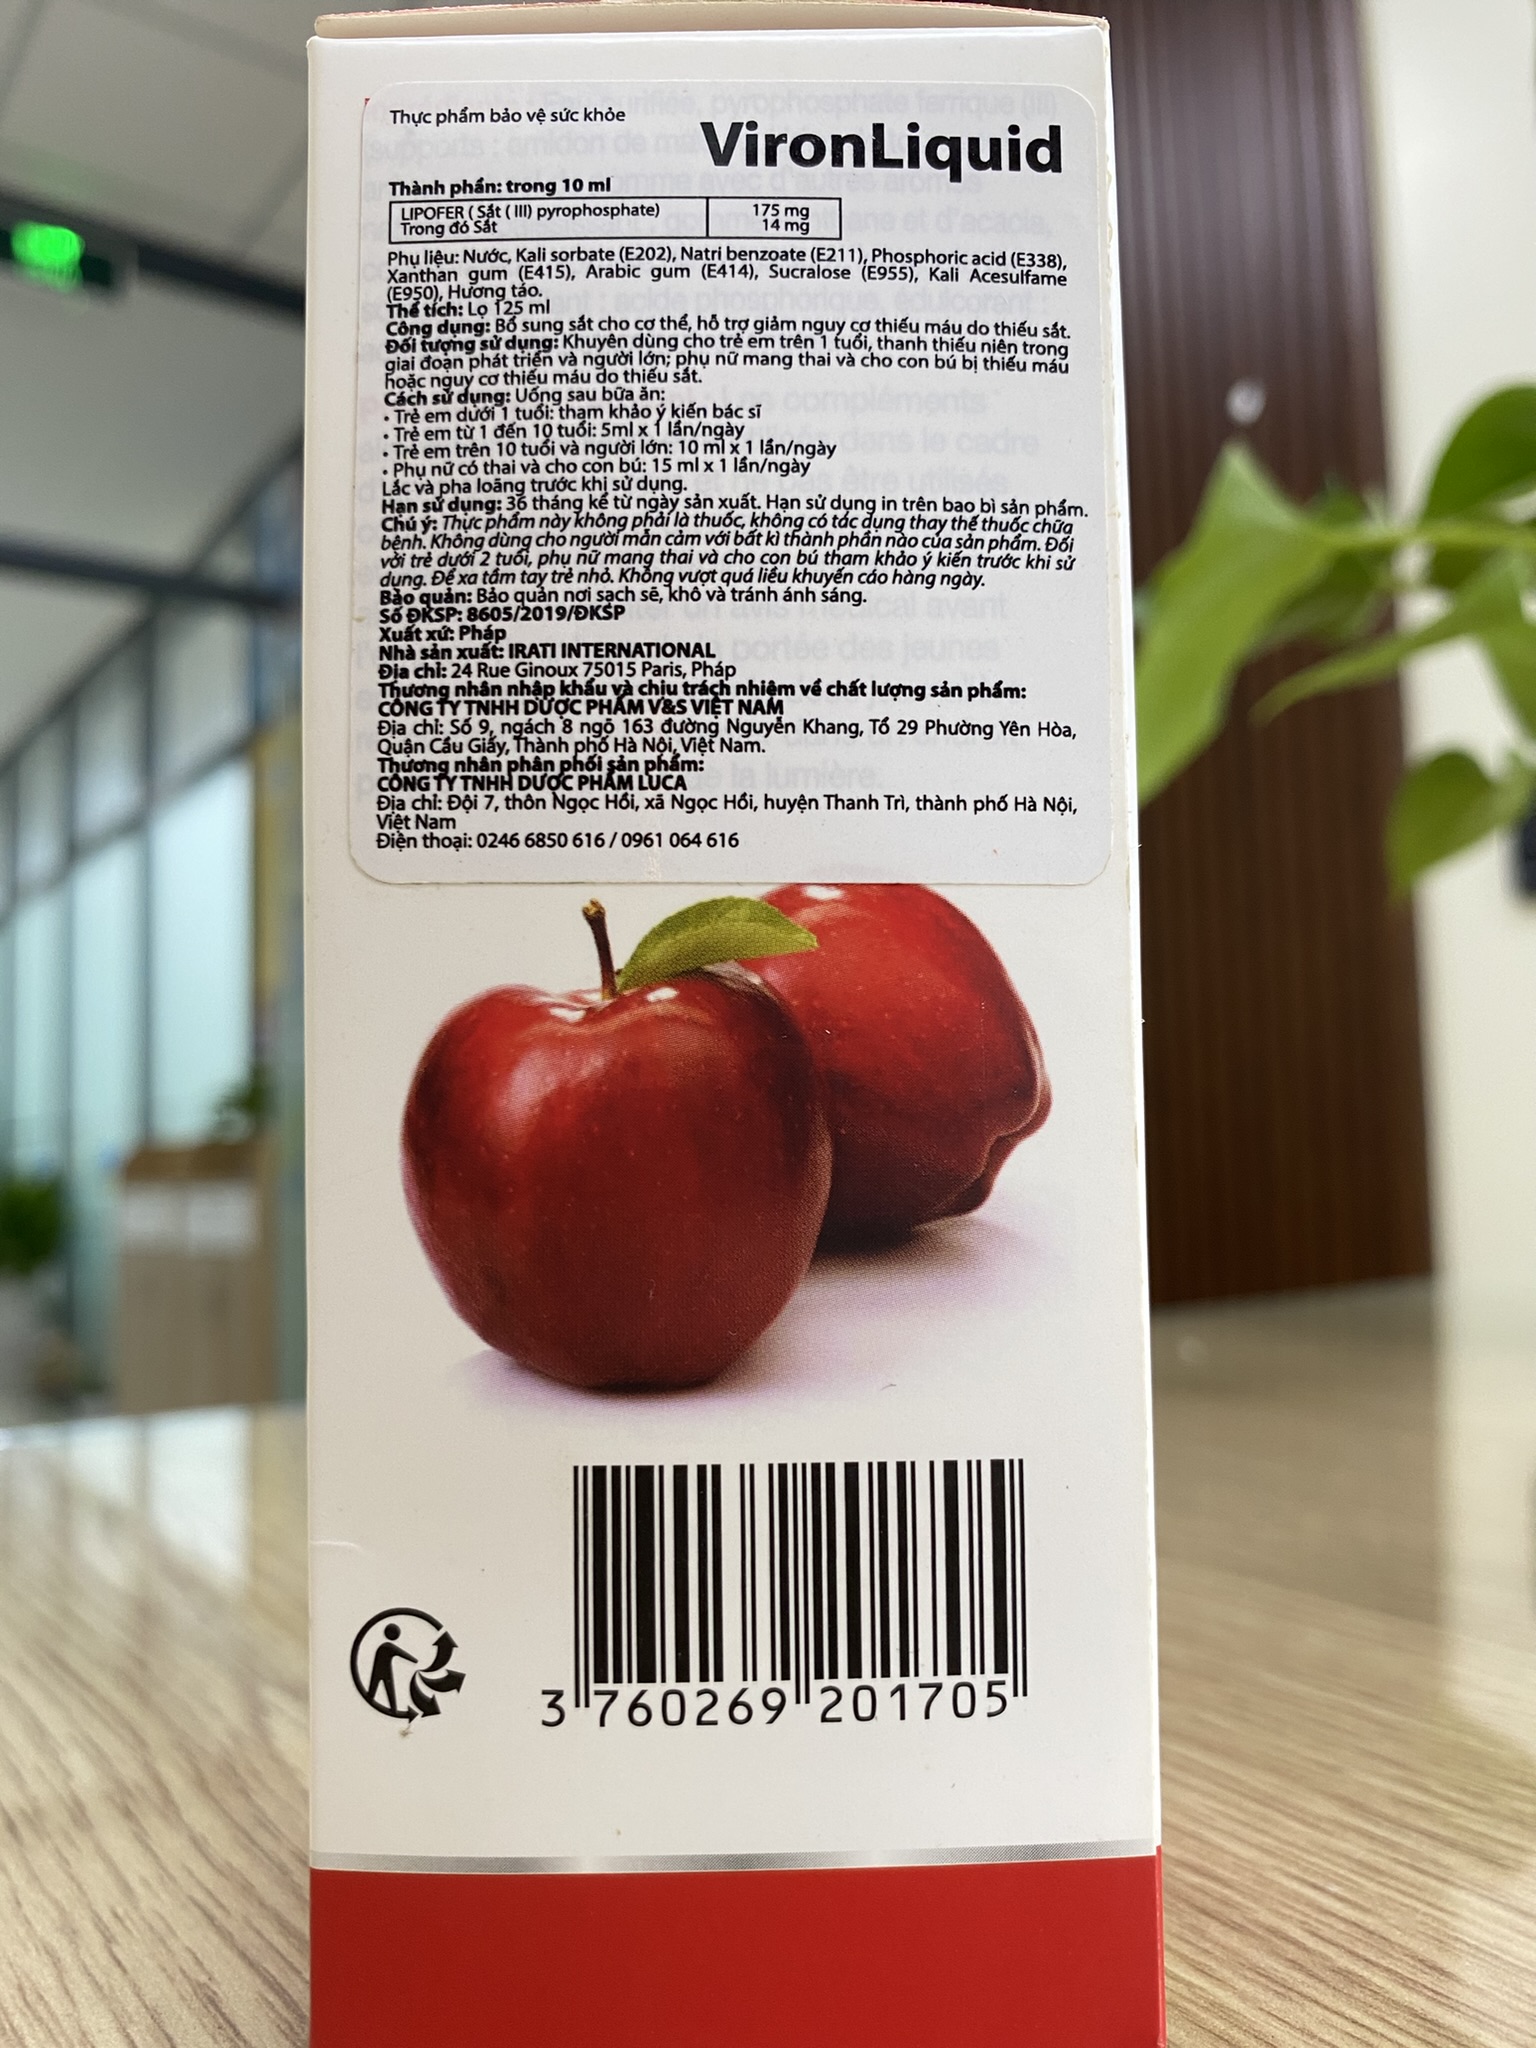 Thực phẩm bảo vệ sức khỏe
VironLiquid
Thành phần: trong 10 ml
LIPOFER ( Sắt ( III) pyrophosphate) 175 mg
Trong đó Sắt 14 mg
Phụ liệu: Nước, Kali sorbate (E202), Natri benzoate (E211), Phosphoric acid (E338),
Xanthan gum (E415), Arabic gum (E414), Sucralose (E955), Kali Acesulfame
(E950), Hương táo.
Thể tích: Lọ 125 ml
Công dụng: Bổ sung sắt cho cơ thể, hỗ trợ giảm nguy cơ thiếu máu do thiếu sắt.
Đối tượng sử dụng: Khuyên dùng cho trẻ em trên 1 tuổi, thanh thiếu niên trong
giai đoạn phát triển và người lớn; phụ nữ mang thai và cho con bú bị thiếu máu
hoặc nguy cơ thiếu máu do thiếu sắt.
Cách sử dụng: Uống sau bữa ăn:
• Trẻ em dưới 1 tuổi: tham khảo ý kiến bác sĩ
• Trẻ em từ 1 đến 10 tuổi: 5ml x 1 lần/ngày
• Trẻ em trên 10 tuổi và người lớn: 10 ml x 1 lần/ngày
• Phụ nữ có thai và cho con bú: 15 ml x 1 lần/ngày
Lắc và pha loãng trước khi sử dụng.
Hạn sử dụng: 36 tháng kể từ ngày sản xuất. Hạn sử dụng in trên bao bì sản phẩm.
Chú ý: Thực phẩm này không phải là thuốc, không có tác dụng thay thế thuốc chữa
bệnh. Không dùng cho người mẫn cảm với bất kì thành phần nào của sản phẩm. Đối
với trẻ dưới 2 tuổi, phụ nữ mang thai và cho con bú tham khảo ý kiến trước khi sử
dụng. Để xa tầm tay trẻ nhỏ. Không vượt quá liều khuyến cáo hàng ngày.
Bảo quản: Bảo quản nơi sạch sẽ, khô và tránh ánh sáng.
Số ĐKSP: 8605/2019/ĐKSP
Xuất xứ: Pháp
Nhà sản xuất: IRATI INTERNATIONAL
Địa chỉ: 24 Rue Ginoux 75015 Paris, Pháp
Thương nhân nhập khẩu và chịu trách nhiệm về chất lượng sản phẩm:
CÔNG TY TNHH DƯỢC PHẨM V&S VIỆT NAM
Địa chỉ: Số 9, ngách 8 ngõ 163 đường Nguyễn Khang, Tổ 29 Phường Yên Hòa,
Quận Cầu Giấy, Thành phố Hà Nội, Việt Nam.
Thương nhân phân phối sản phẩm:
CÔNG TY TNHH DƯỢC PHẨM LUCA
Địa chỉ: Đội 7, thôn Ngọc Hồi, xã Ngọc Hồi, huyện Thanh Trì, thành phố Hà Nội,
Việt Nam
Điện thoại: 0246 6850 616 / 0961 064 616
3 760269 201705